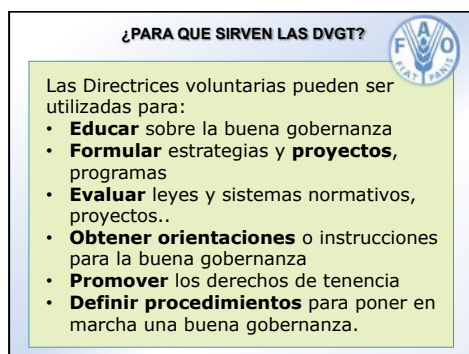 ¿PARA QUE SIRVEN LAS DVGT?
F A O
FIAT PANIS
Las Directrices voluntarias pueden ser
utilizadas para:
• Educar sobre la buena gobernanza
• Formular estrategias y proyectos,
programas
• Evaluar leyes y sistemas normativos,
proyectos..
• Obtener orientaciones o instrucciones
para la buena gobernanza
• Promover los derechos de tenencia
• Definir procedimientos para poner en
marcha una buena gobernanza.